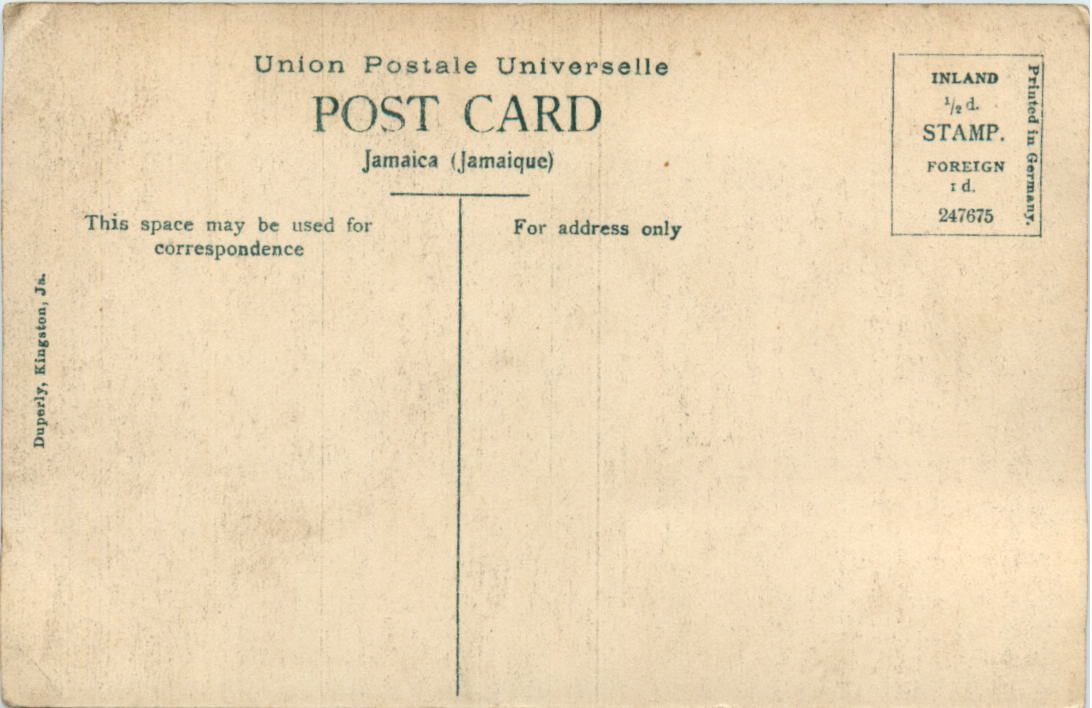 Union Postale Universelle
POST CARD
Jamaica (Jamaique)
This space may be used for
correspondence
For address only
INLAND
1/2 d.
STAMP.
FOREIGN
1 d.
247675
Printed in Germany.
Duperly, Kingston, Ja.